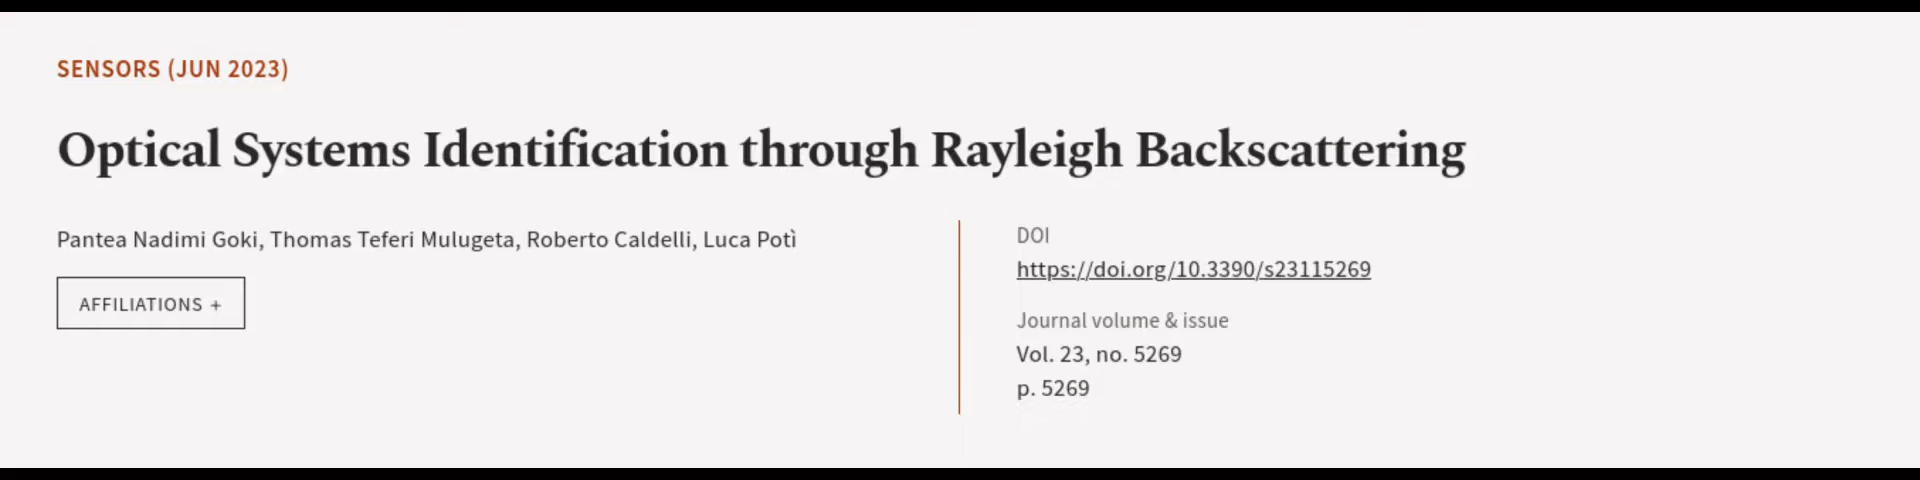 SENSORS (JUN 2023)
Optical Systems Identification through Rayleigh Backscattering
Pantea Nadimi Goki, Thomas Teferi Mulugeta, Roberto Caldelli, Luca Potì
AFFILIATIONS +
DOI
https://doi.org/10.3390/s23115269
Journal volume & issue
Vol. 23, no. 5269
p. 5269